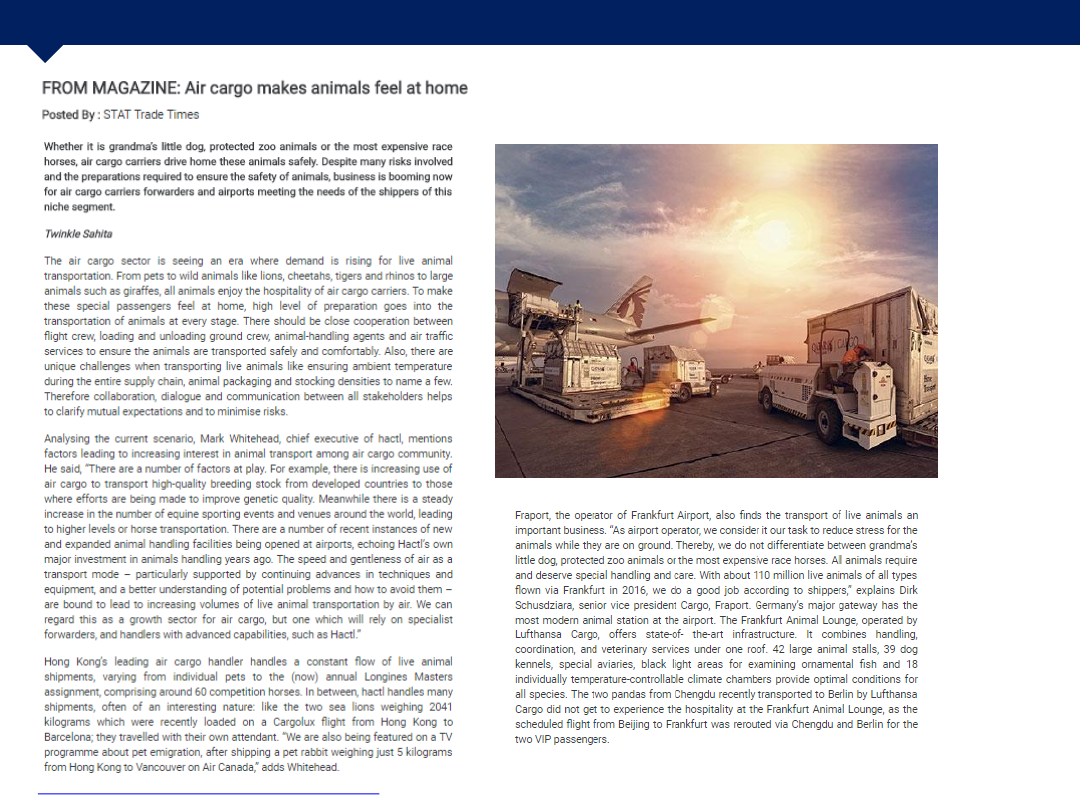 FROM MAGAZINE: Air cargo makes animals feel at home
Posted By : STAT Trade Times
Whether it is grandma's little dog, protected zoo animals or the most expensive race
horses, air cargo carriers drive home these animals safely. Despite many risks involved
and the preparations required to ensure the safety of animals, business is booming now
for air cargo carriers forwarders and airports meeting the needs of the shippers of this
niche segment.
Twinkle Sahita
The air cargo sector is seeing an era where demand is rising for live animal
transportation. From pets to wild animals like lions, cheetahs, tigers and rhinos to large
animals such as giraffes, all animals enjoy the hospitality of air cargo carriers. To make
these special passengers feel at home, high level of preparation goes into the
transportation of animals at every stage. There should be close cooperation between
flight crew, loading and unloading ground crew, animal-handling agents and air traffic
services to ensure the animals are transported safely and comfortably. Also, there are
unique challenges when transporting live animals like ensuring ambient temperature
during the entire supply chain, animal packaging and stocking densities to name a few.
Therefore collaboration, dialogue and communication between all stakeholders helps
to clarify mutual expectations and to minimise risks.
Analysing the current scenario, Mark Whitehead, chief executive of hactl, mentions
factors leading to increasing interest in animal transport among air cargo community.
He said, "There are a number of factors at play. For example, there is increasing use of
air cargo to transport high-quality breeding stock from developed countries to those
where efforts are being made to improve genetic quality. Meanwhile there is a steady
increase in the number of equine sporting events and venues around the world, leading
to higher levels or horse transportation. There are a number of recent instances of new
and expanded animal handling facilities being opened at airports, echoing Hactl's own
major investment in animals handling years ago. The speed and gentleness of air as a
transport mode – particularly supported by continuing advances in techniques and
equipment, and a better understanding of potential problems and how to avoid them –
are bound to lead to increasing volumes of live animal transportation by air. We can
regard this as a growth sector for air cargo, but one which will rely on specialist
forwarders, and handlers with advanced capabilities, such as Hactl."
Hong Kong's leading air cargo handler handles a constant flow of live animal
shipments, varying from individual pets to the (now) annual Longines Masters
assignment, comprising around 60 competition horses. In between, hactl handles many
shipments, often of an interesting nature: like the two sea lions weighing 2041
kilograms which were recently loaded on a Cargolux flight from Hong Kong to
Barcelona; they travelled with their own attendant. "We are also being featured on a TV
programme about pet emigration, after shipping a pet rabbit weighing just 5 kilograms
from Hong Kong to Vancouver on Air Canada," adds Whitehead.
Fraport, the operator of Frankfurt Airport, also finds the transport of live animals an
important business. "As airport operator, we consider it our task to reduce stress for the
animals while they are on ground. Thereby, we do not differentiate between grandma's
little dog, protected zoo animals or the most expensive race horses. All animals require
and deserve special handling and care. With about 110 million live animals of all types
flown via Frankfurt in 2016, we do a good job according to shippers," explains Dirk
Schusdziara, senior vice president Cargo, Fraport. Germany's major gateway has the
most modern animal station at the airport. The Frankfurt Animal Lounge, operated by
Lufthansa Cargo, offers state-of- the-art infrastructure. It combines handling,
coordination, and veterinary services under one roof. 42 large animal stalls, 39 dog
kennels, special aviaries, black light areas for examining ornamental fish and 18
individually temperature-controllable climate chambers provide optimal conditions for
all species. The two pandas from Chengdu recently transported to Berlin by Lufthansa
Cargo did not get to experience the hospitality at the Frankfurt Animal Lounge, as the
scheduled flight from Beijing to Frankfurt was rerouted via Chengdu and Berlin for the
two VIP passengers.